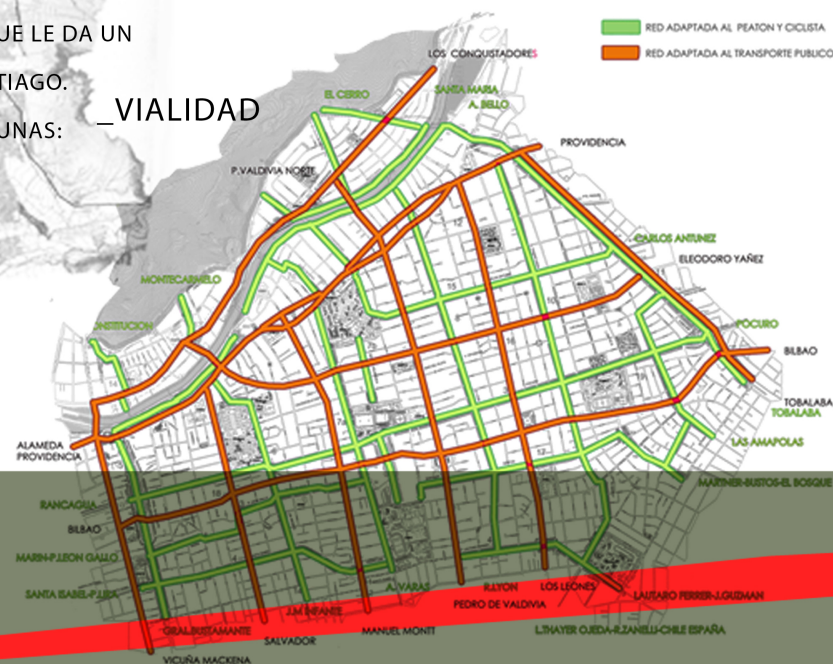 UE LE DA UN
TIAGO.
UNAS:
_VIALIDAD
RED ADAPTADA AL PEATON Y CICLISTA
RED ADAPTADA AL TRANSPORTE PUBLICO
LOS CONQUISTADORES
EL CERRO
SANTA MARIA
A. BELLO
PROVIDENCIA
P.VALDIVIA NORTE
CARLOS ANTUNEZ
ELEODORO YAÑEZ
MONTECARMELO
ONSTITUCION
POCURO
BILBAO
TOBALABA
TOBALABA
ALAMEDA
PROVIDENCIA
LAS AMAPOLAS
MARTINER-BUSTOS-EL BOSQUE
RANCAGUA
BILBAO
MARIN-P.LEON GALLO
SANTA ISABEL-P.LIRA
A. VARAS
R.LYON
LOS LEONES
LAUTARO FERRER-J.GUZMAN
J.M INFANTE
PEDRO DE VALDIVIA
GRAL.BUSTAMANTE
SALVADOR
MANUEL MONTT
L.THAYER OJEDA-R.ZANELLI-CHILE ESPAÑA
VICUÑA MACKENA